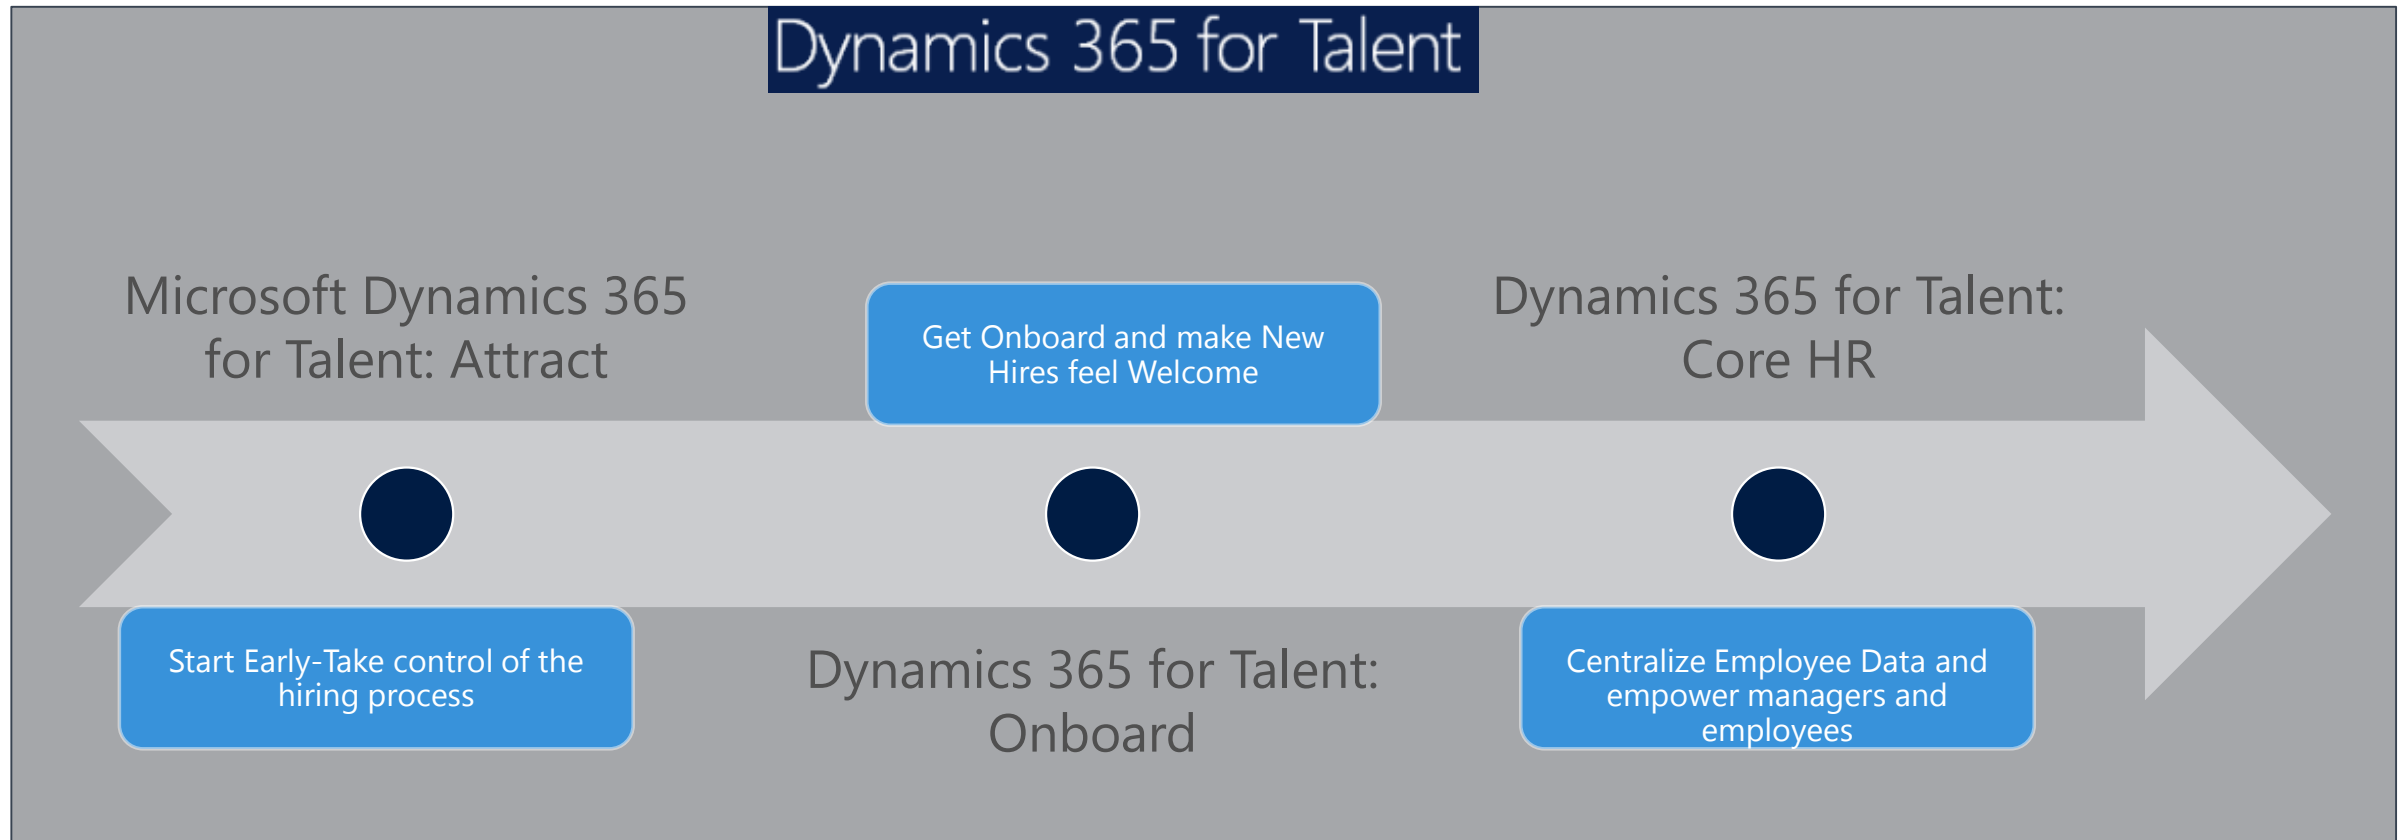 Dynamics 365 for Talent
Microsoft Dynamics 365
for Talent: Attract
Start Early-Take control of the
hiring process
Get Onboard and make New
Hires feel Welcome
Dynamics 365 for Talent:
Onboard
Dynamics 365 for Talent:
Core HR
Centralize Employee Data and
empower managers and
employees